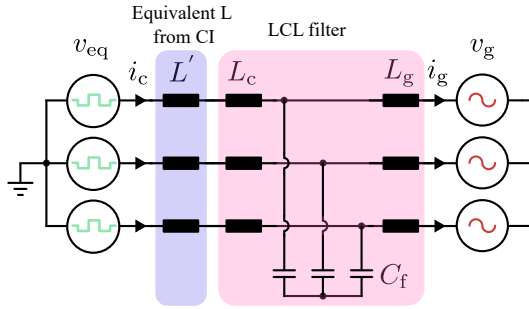 Equivalent L
from CI
LCL filter
v_eq
i_c
L′
L_c
L_g
i_g
v_g
C_f